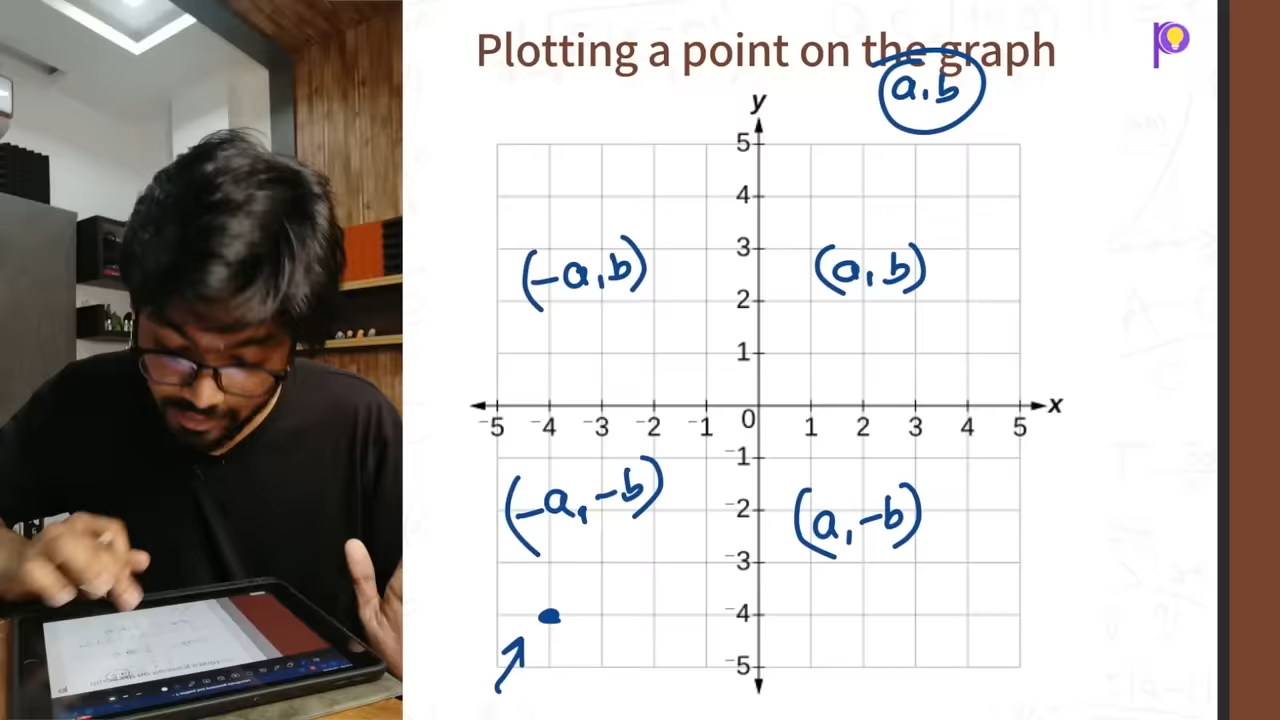 Plotting a point on the graph
a,b
y
5
4
3
(-a,b) (a,b)
2
1
-5 -4 -3 -2 -1 0 1 2 3 4 5 x
-1
(-a,-b) (a,-b)
-2
-3
-4
-5